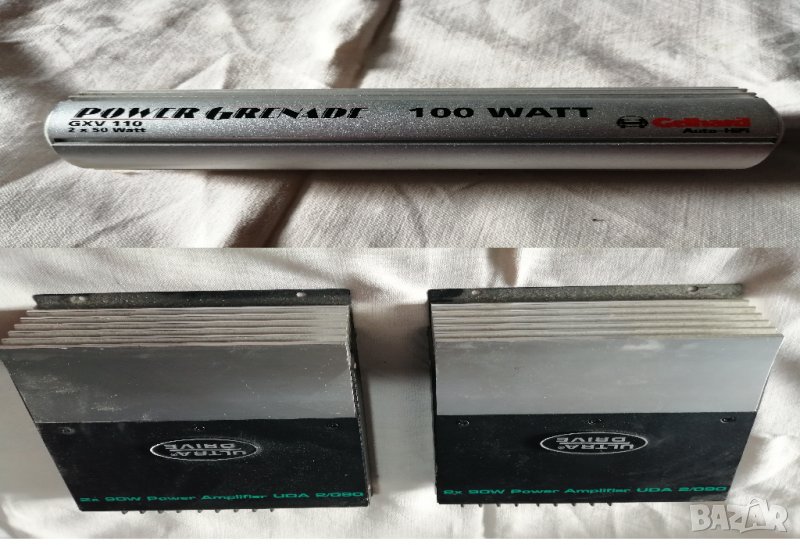 POWER GRENADE 100 WATT
GXV 110
2 x 50 Watt
Gelhard
Auto-HiFi
ULTRA
DRIVE
2x 90W Power Amplifier UDA 2/090
ULTRA
DRIVE
2x 90W Power Amplifier UDA 2/090
BAZAR